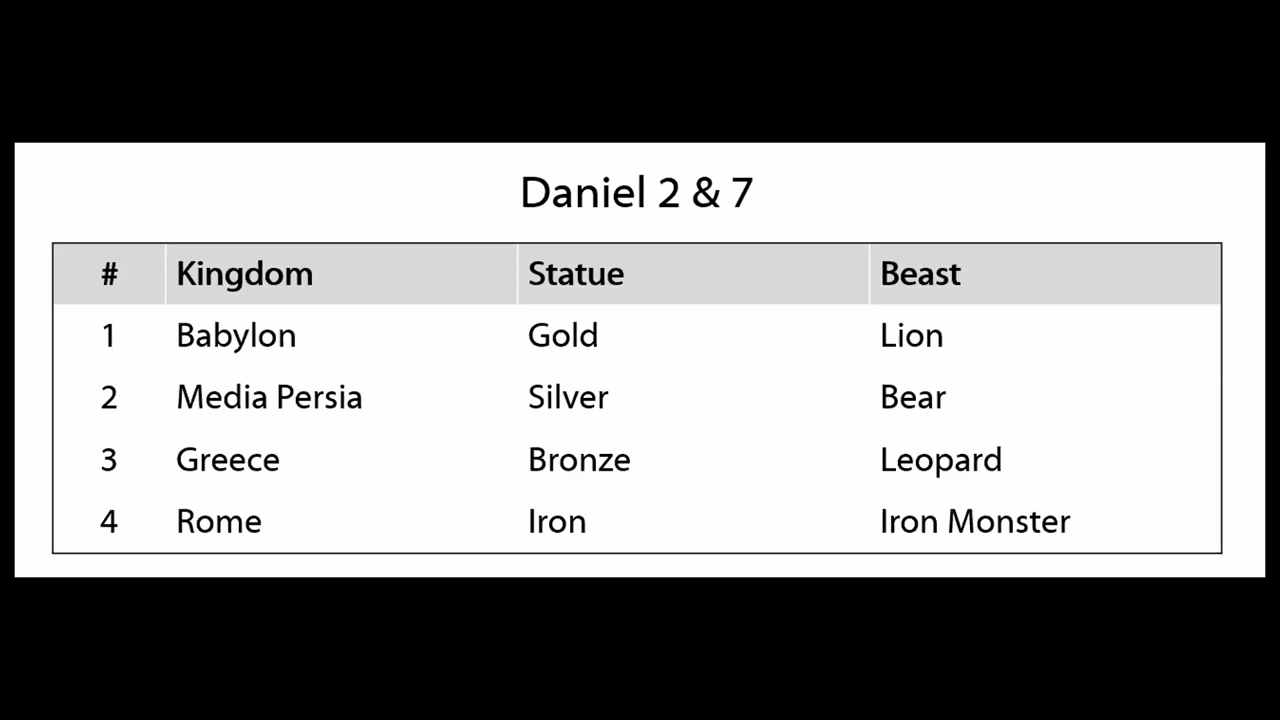 Daniel 2 & 7
# Kingdom Statue Beast
1 Babylon Gold Lion
2 Media Persia Silver Bear
3 Greece Bronze Leopard
4 Rome Iron Iron Monster